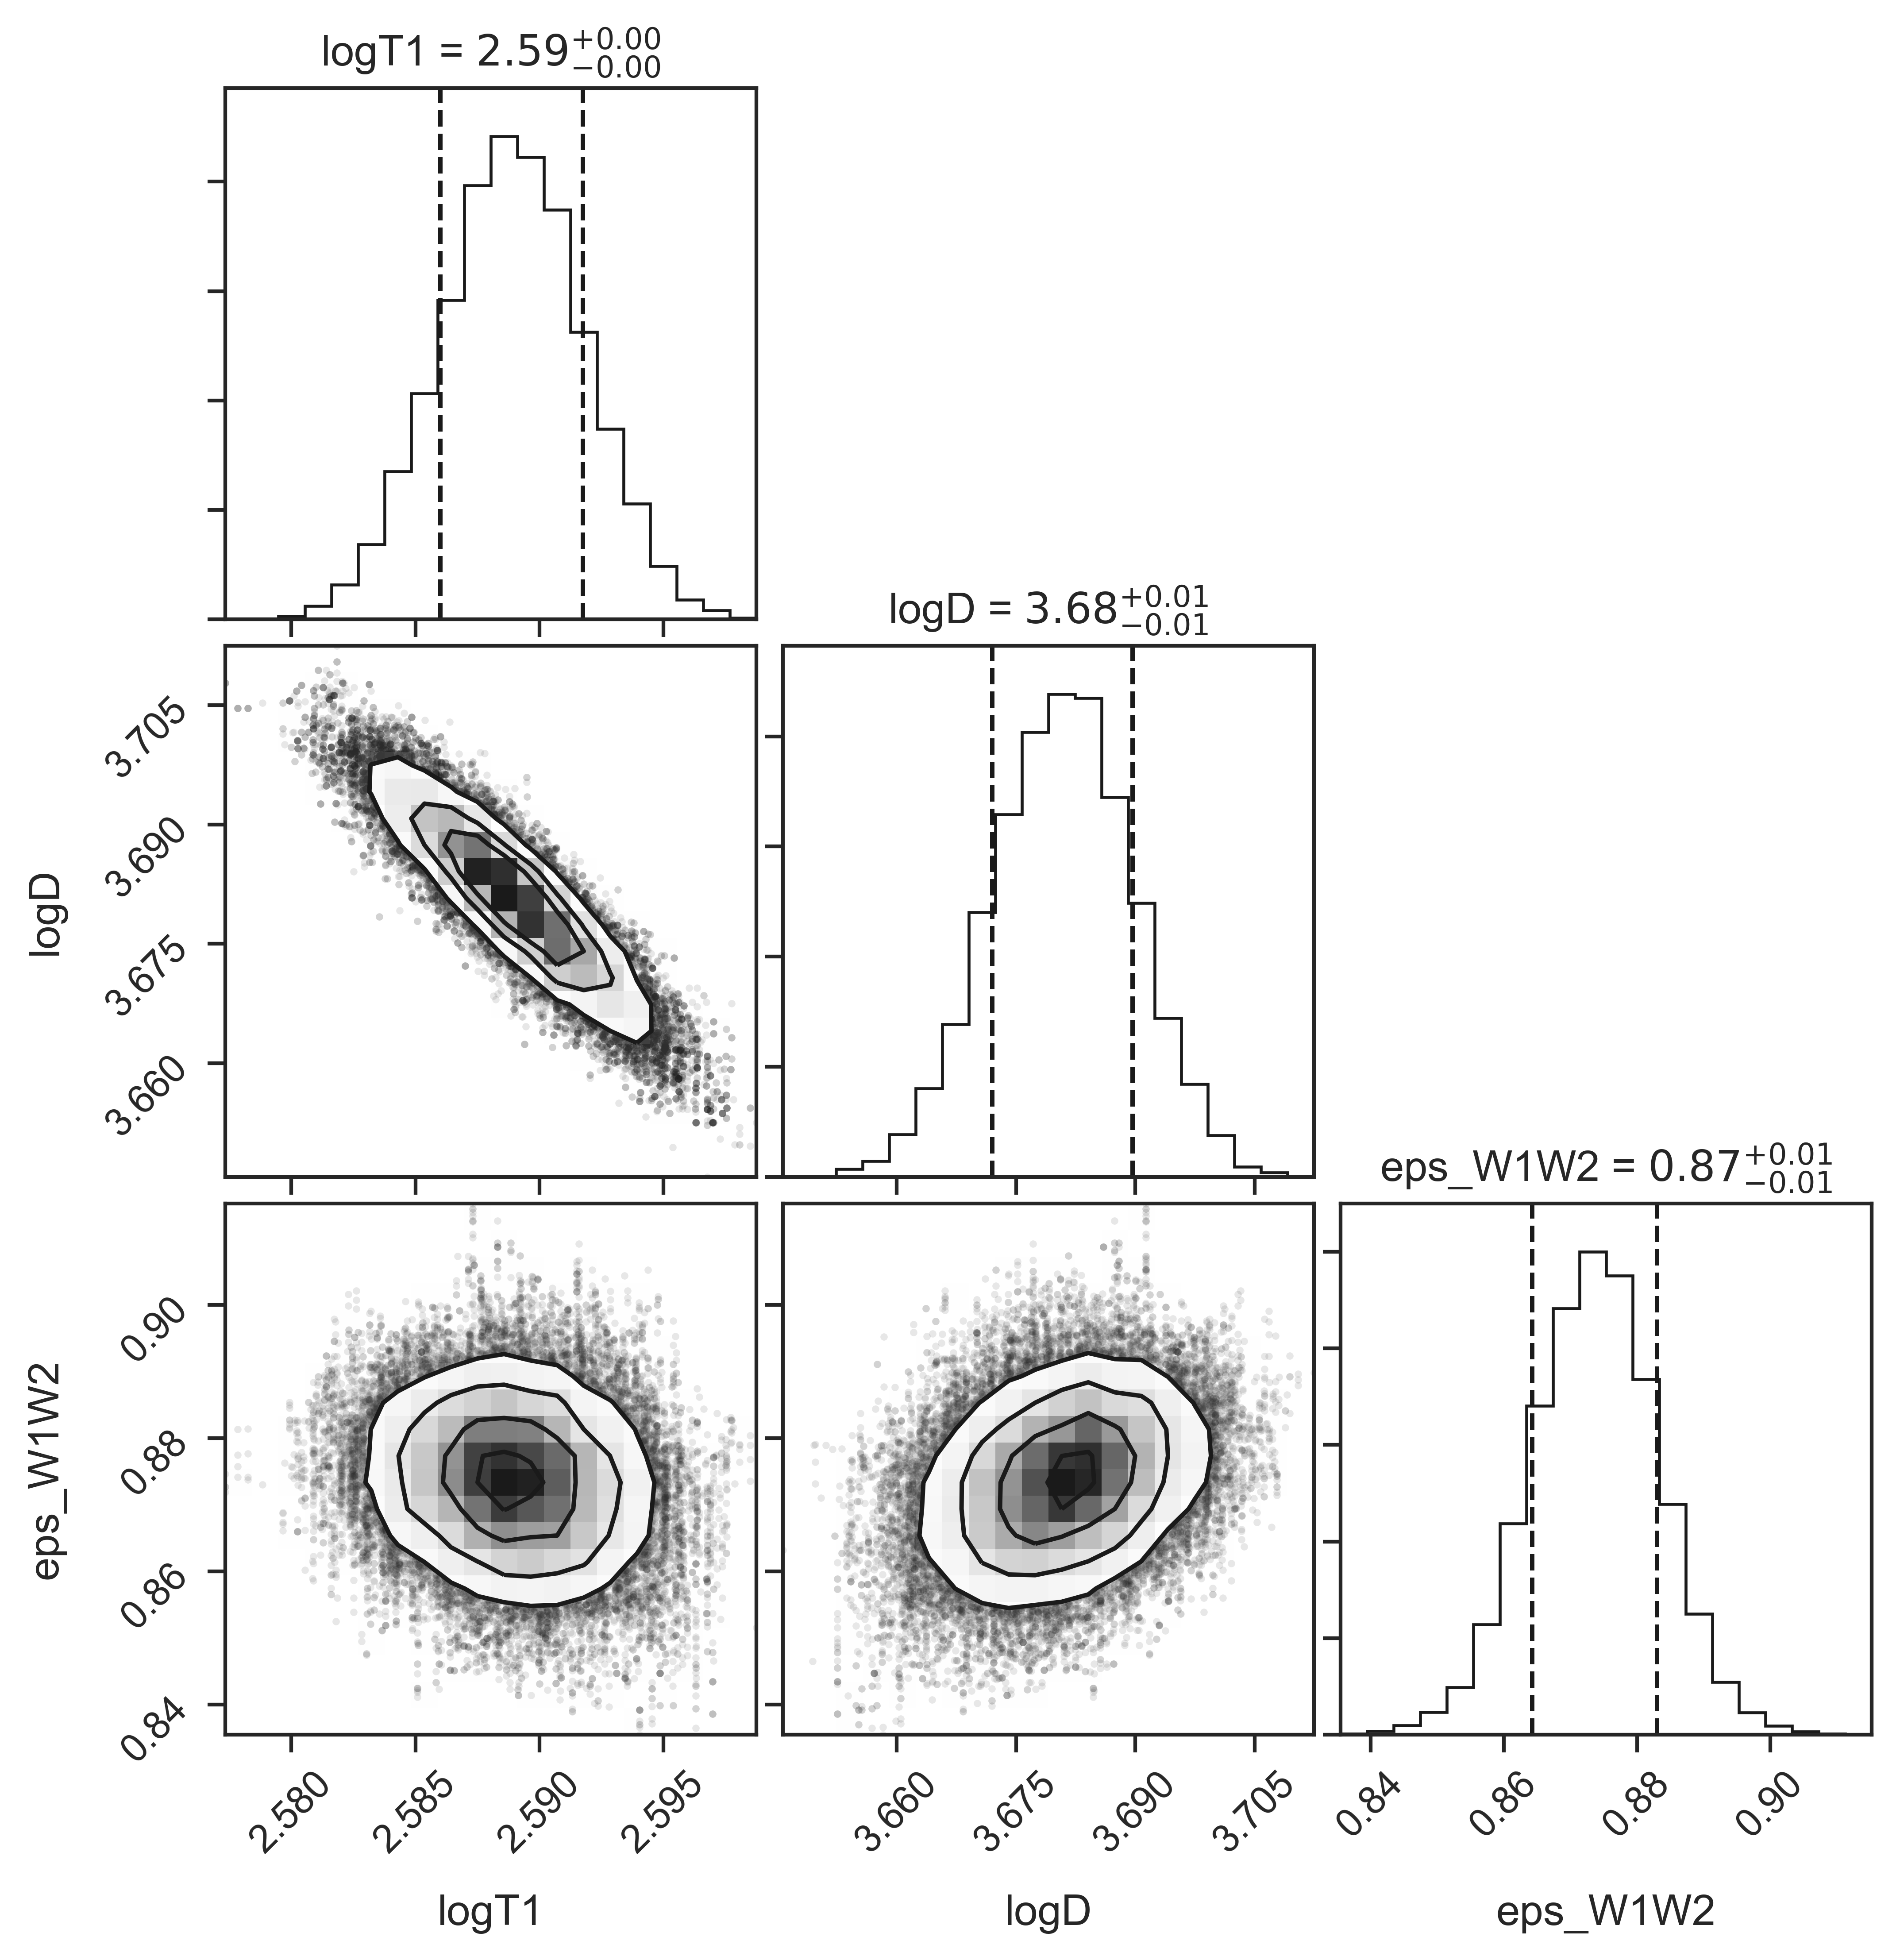 logT1 = 2.59+0.00−0.00
logD = 3.68+0.01−0.01
3.705
3.690
3.675
3.660
logD
eps_W1W2 = 0.87+0.01−0.01
0.90
0.88
0.86
0.84
eps_W1W2
2.580 2.585 2.590 2.595 3.660 3.675 3.690 3.705 0.84 0.86 0.88 0.90
logT1 logD eps_W1W2